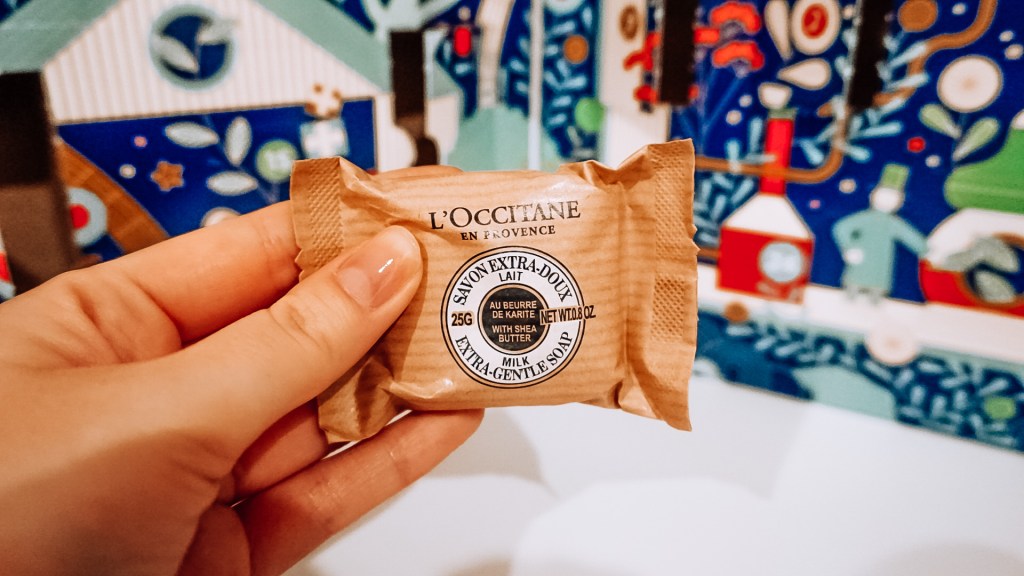 L'OCCITANE
EN PROVENCE
SAVON EXTRA-DOUX
LAIT
AU BEURRE
DE KARITE
25G
NET WT.0.8 OZ.
WITH SHEA
BUTTER
MILK
EXTRA-GENTLE SOAP